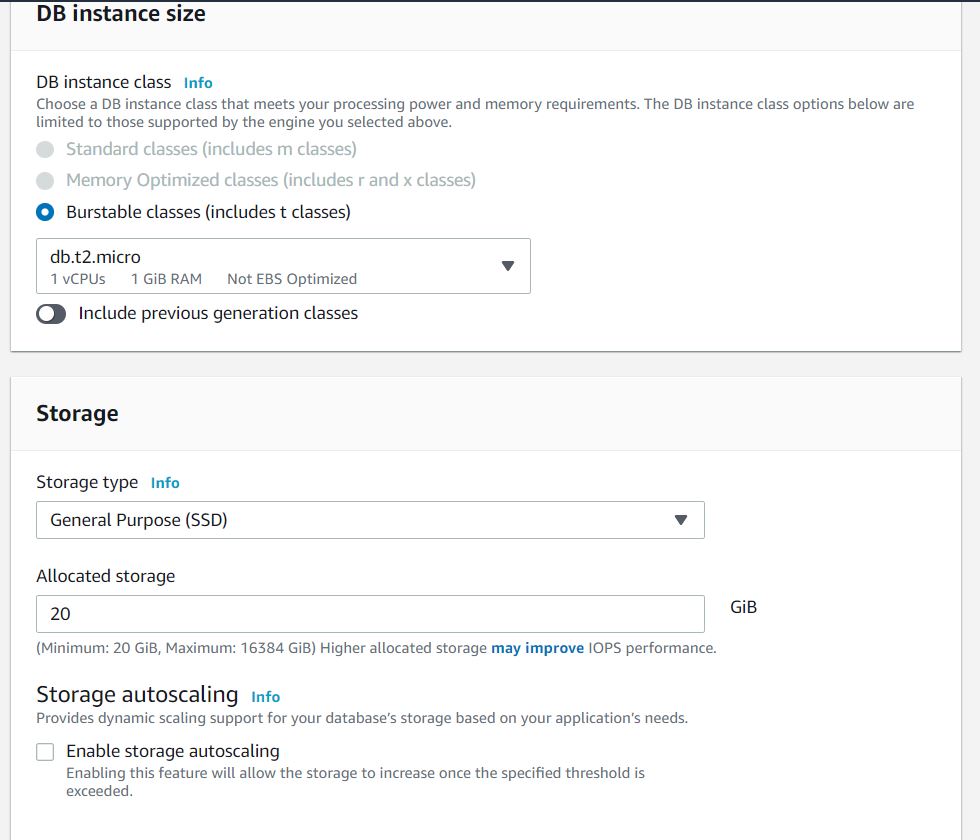 DB instance size
DB instance class Info
Choose a DB instance class that meets your processing power and memory requirements. The DB instance class options below are
limited to those supported by the engine you selected above.
Standard classes (includes m classes)
Memory Optimized classes (includes r and x classes)
Burstable classes (includes t classes)
db.t2.micro
1 vCPUs 1 GiB RAM Not EBS Optimized
Include previous generation classes
Storage
Storage type Info
General Purpose (SSD)
Allocated storage
20 GiB
(Minimum: 20 GiB, Maximum: 16384 GiB) Higher allocated storage may improve IOPS performance.
Storage autoscaling Info
Provides dynamic scaling support for your database's storage based on your application's needs.
Enable storage autoscaling
Enabling this feature will allow the storage to increase once the specified threshold is
exceeded.